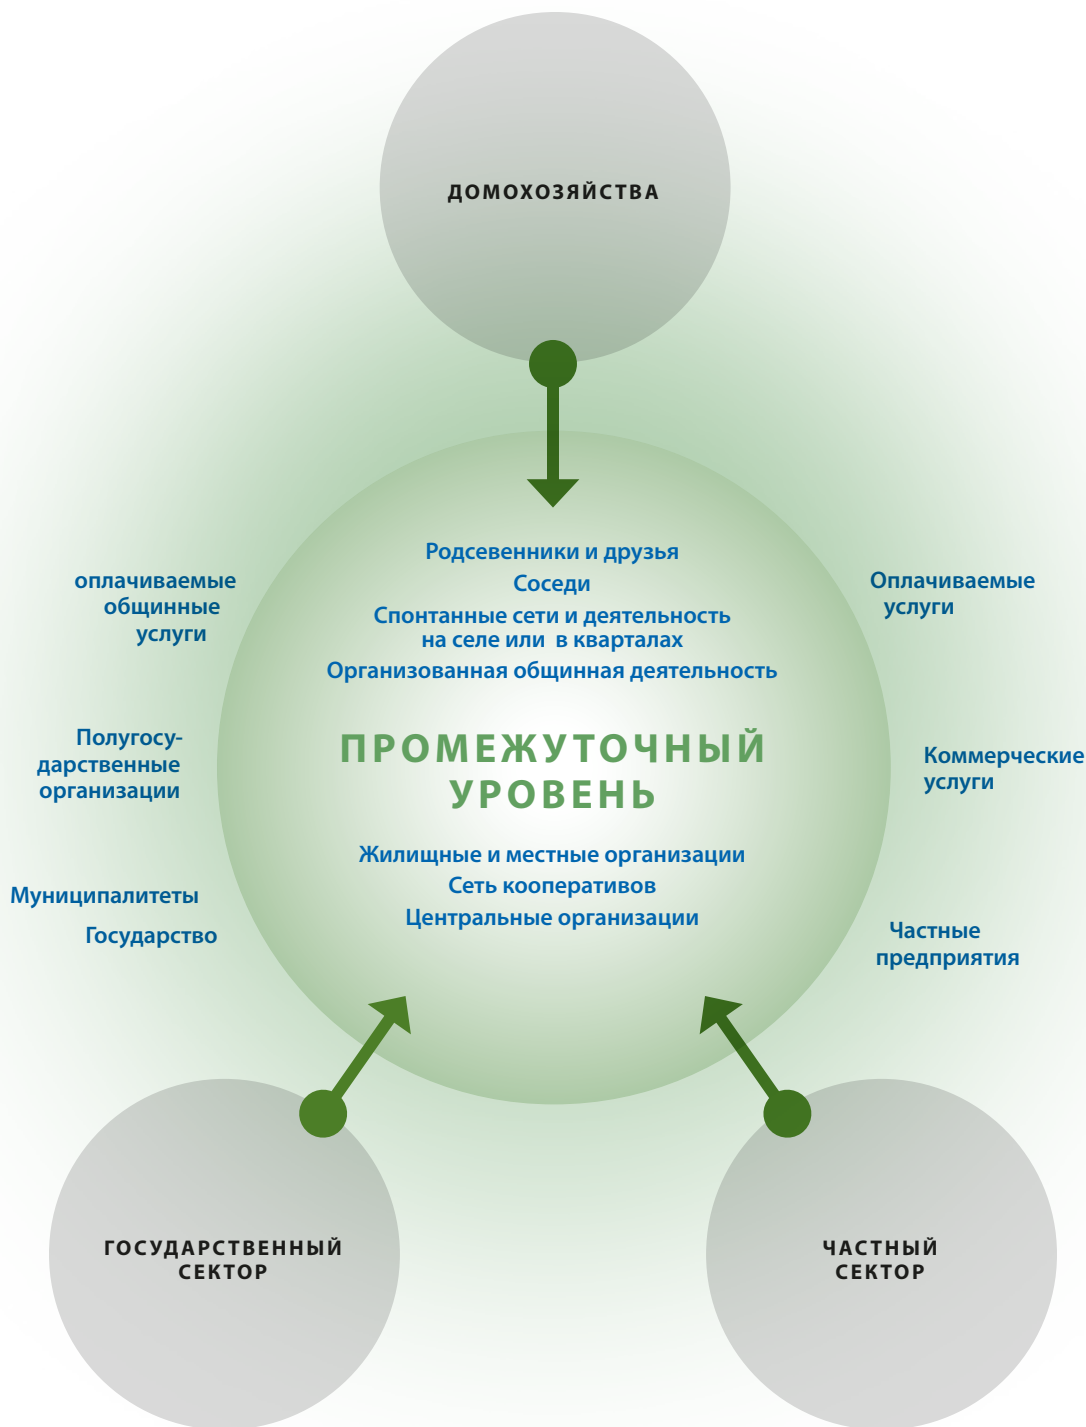 ДОМОХОЗЯЙСТВА
Родсевенники и друзья
Соседи
Спонтанные сети и деятельность
на селе или в кварталах
Организованная общинная деятельность
оплачиваемые
общинные
услуги
Оплачиваемые
услуги
ПРОМЕЖУТОЧНЫЙ
УРОВЕНЬ
Полугосу-
дарственные
организации
Коммерческие
услуги
Жилищные и местные организации
Сеть кооперативов
Центральные организации
Муниципалитеты
Государство
Частные
предприятия
ГОСУДАРСТВЕННЫЙ
СЕКТОР
ЧАСТНЫЙ
СЕКТОР